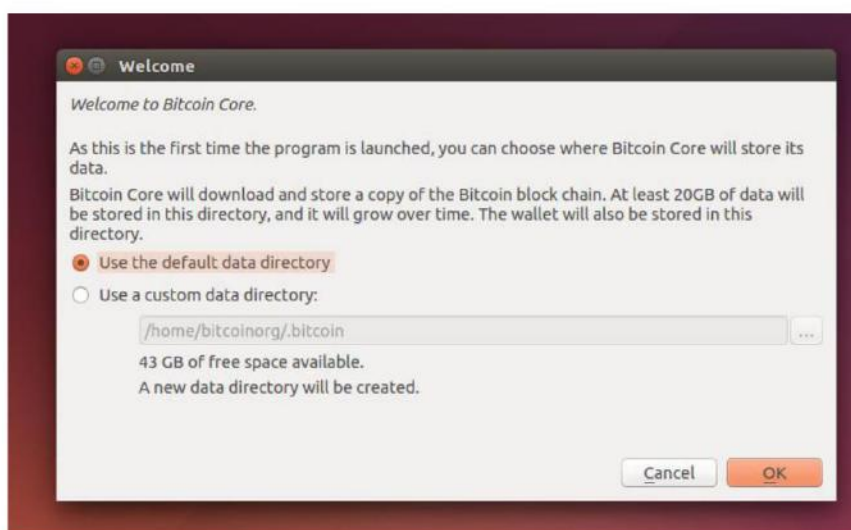 Welcome
Welcome to Bitcoin Core.
As this is the first time the program is launched, you can choose where Bitcoin Core will store its
data.
Bitcoin Core will download and store a copy of the Bitcoin block chain. At least 20GB of data will
be stored in this directory, and it will grow over time. The wallet will also be stored in this
directory.
Use the default data directory
Use a custom data directory:
/home/bitcoinorg/.bitcoin
...
43 GB of free space available.
A new data directory will be created.
Cancel
OK